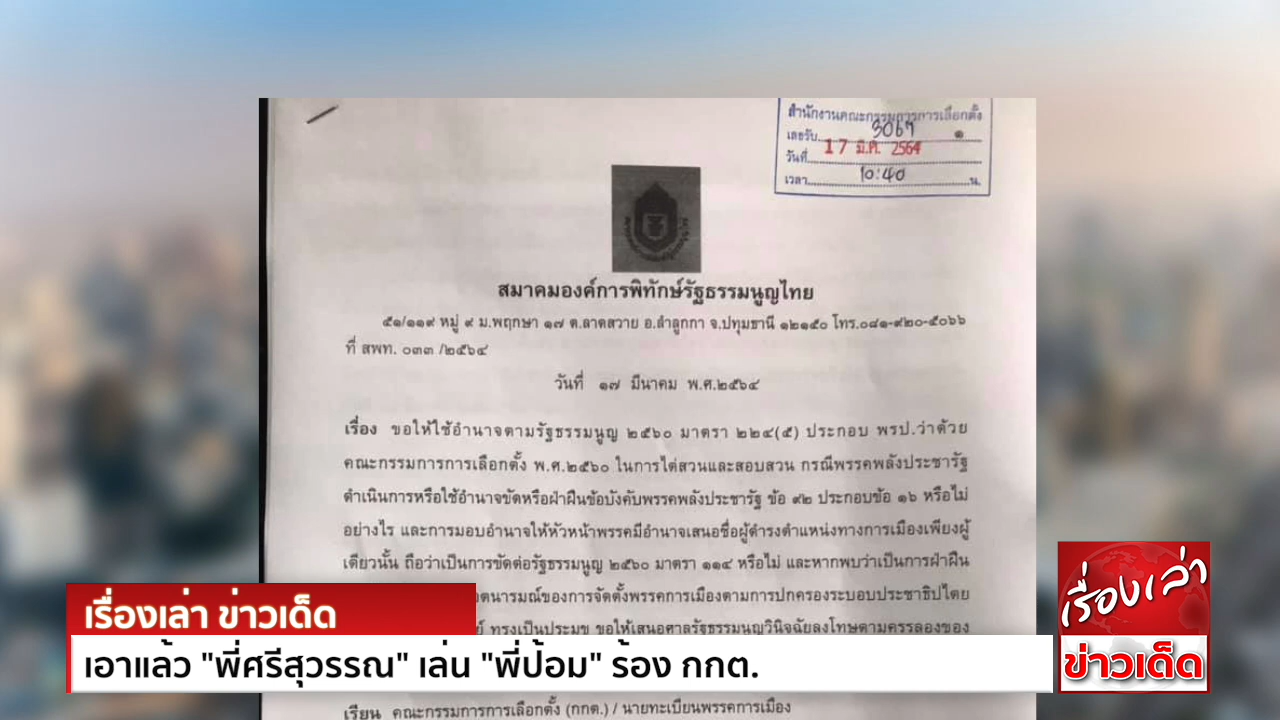 สำนักงานคณะกรรมการการเลือกตั้ง
เลขรับ 3067 ๑
วันที่ 17 มี.ค. 2564
เวลา 10:40 น.
สมาคมองค์การพิทักษ์รัฐธรรมนูญไทย
๕๑/๑๑๙ หมู่ ๙ ม.พฤกษา ๑๗ ต.ลาดสวาย อ.ลำลูกกา จ.ปทุมธานี ๑๒๑๕๐ โทร.๐๘๑-๙๒๐-๕๐๖๖
ที่ สพท. ๐๓๓ /๒๕๖๔
วันที่ ๑๗ มีนาคม พ.ศ.๒๕๖๔
เรื่อง ขอให้ใช้อำนาจตามรัฐธรรมนูญ ๒๕๖๐ มาตรา ๒๒๔(๕) ประกอบ พรป.ว่าด้วย
คณะกรรมการการเลือกตั้ง พ.ศ.๒๕๖๐ ในการไต่สวนและสอบสวน กรณีพรรคพลังประชารัฐ
ดำเนินการหรือใช้อำนาจขัดหรือฝ่าฝืนข้อบังคับพรรคพลังประชารัฐ ข้อ ๙๒ ประกอบข้อ ๑๖ หรือไม่
อย่างไร และการมอบอำนาจให้หัวหน้าพรรคมีอำนาจเสนอชื่อผู้ดำรงตำแหน่งทางการเมืองเพียงผู้
เดียวนั้น ถือว่าเป็นการขัดต่อรัฐธรรมนูญ ๒๕๖๐ มาตรา ๑๑๔ หรือไม่ และหากพบว่าเป็นการฝ่าฝืน
ของการจัดตั้งพรรคการเมืองตามการปกครองระบอบประชาธิปไตย
ทรงเป็นประมุข ขอให้เสนอศาลรัฐธรรมนูญวินิจฉัยลงโทษตามครรลองของ
เรียน คณะกรรมการการเลือกตั้ง (กกต.) / นายทะเบียนพรรคการเมือง
เรื่องเล่า ข่าวเด็ด
เอาแล้ว "พี่ศรีสุวรรณ" เล่น "พี่ป้อม" ร้อง กกต.
เรื่องเล่า
ข่าวเด็ด